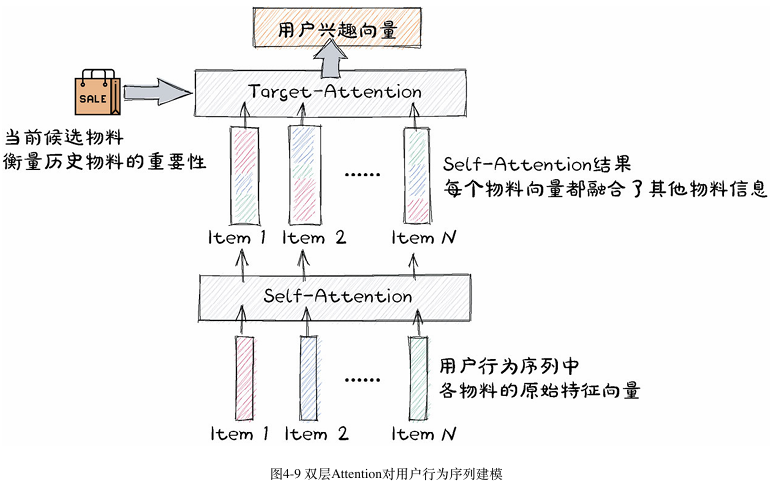 用户兴趣向量
SALE
Target-Attention
当前候选物料
衡量历史物料的重要性
......
Self-Attention结果
每个物料向量都融合了其他物料信息
Item 1
Item 2
Item N
Self-Attention
......
用户行为序列中
各物料的原始特征向量
Item 1
Item 2
Item N
图4-9 双层Attention对用户行为序列建模